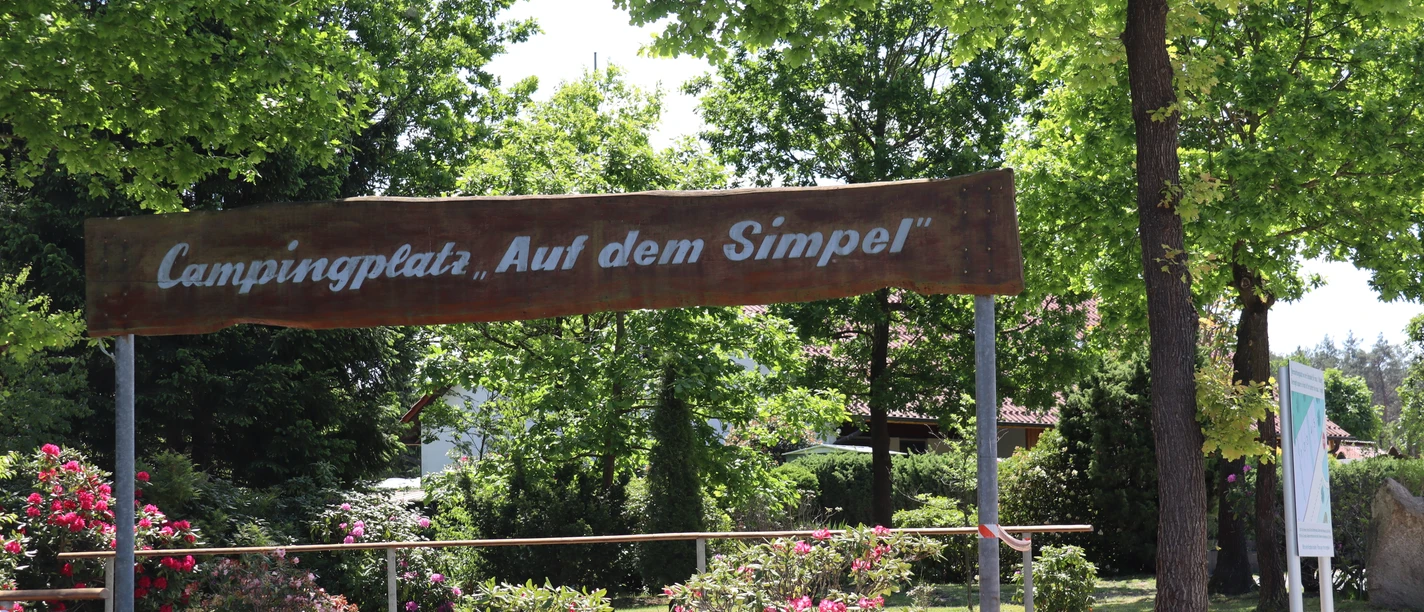 Campingplatz „Auf dem Simpel"